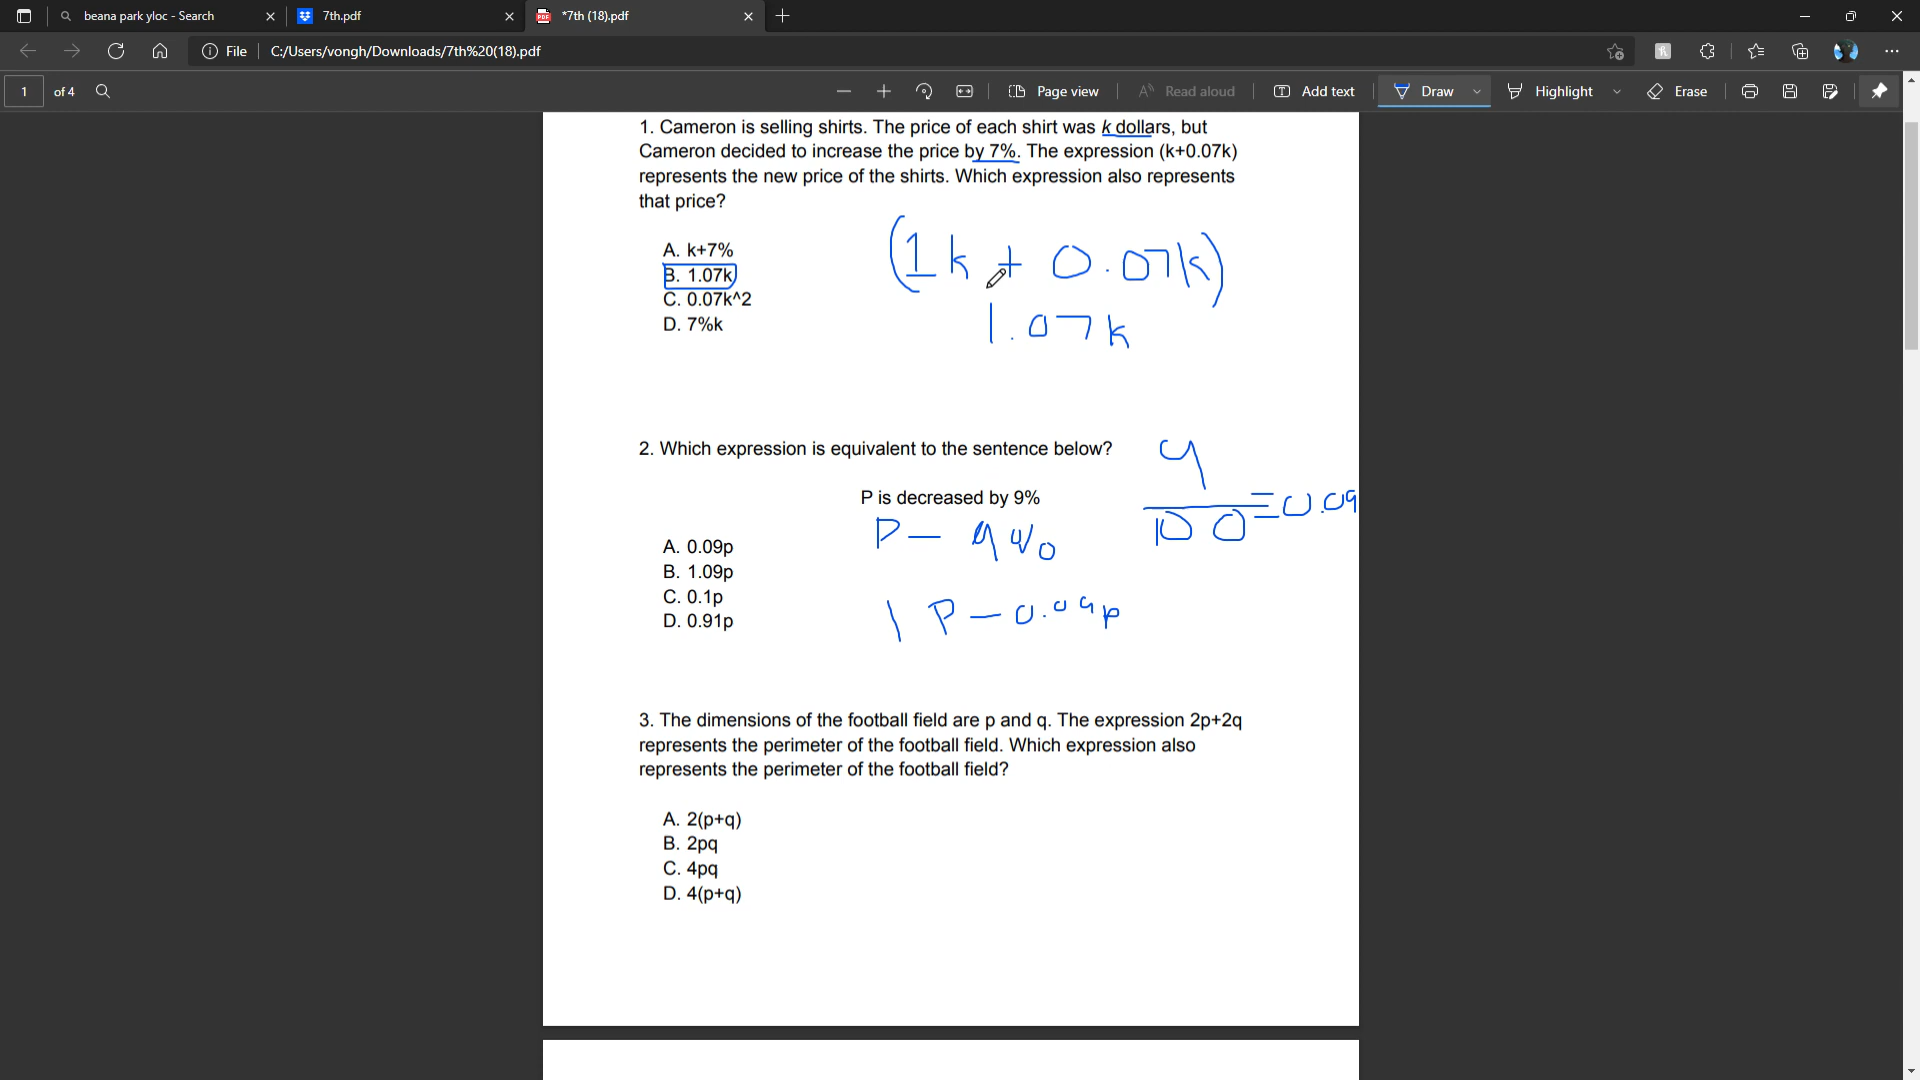 beana park yloc - Search
7th.pdf
*7th (18).pdf
File
C:/Users/vongh/Downloads/7th%20(18).pdf
1
of 4
Page view
Read aloud
Add text
Draw
Highlight
Erase
1. Cameron is selling shirts. The price of each shirt was k dollars, but
Cameron decided to increase the price by 7%. The expression (k+0.07k)
represents the new price of the shirts. Which expression also represents
that price?
A. k+7%
B. 1.07k
C. 0.07k^2
D. 7%k
(1k + 0.07k)
1.07k
2. Which expression is equivalent to the sentence below?
P is decreased by 9%
P - 9%
9
100
=0.09
1P - 0.09p
A. 0.09p
B. 1.09p
C. 0.1p
D. 0.91p
3. The dimensions of the football field are p and q. The expression 2p+2q
represents the perimeter of the football field. Which expression also
represents the perimeter of the football field?
A. 2(p+q)
B. 2pq
C. 4pq
D. 4(p+q)